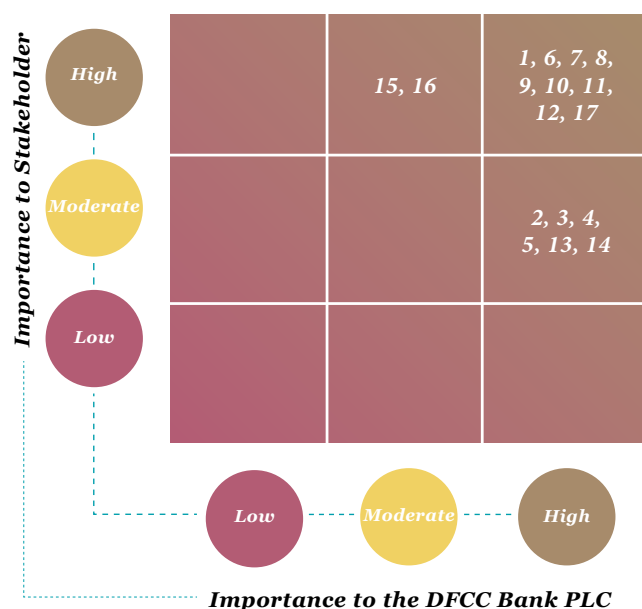 Importance to Stakeholder
High
Moderate
Low
15, 16
1, 6, 7, 8,
9, 10, 11,
12, 17
2, 3, 4,
5, 13, 14
Low
Moderate
High
Importance to the DFCC Bank PLC